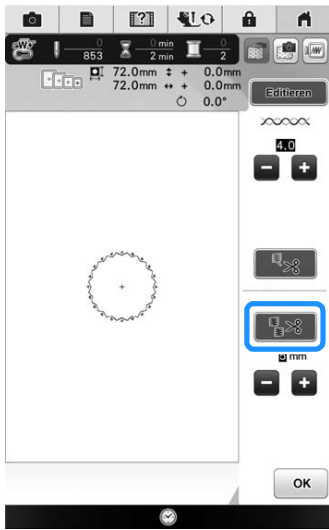 0 0 min 0
853 2 min 2
72.0mm + 0.0mm
72.0mm + 0.0mm
0.0°
Editieren
4.0
- +
mm
- +
OK